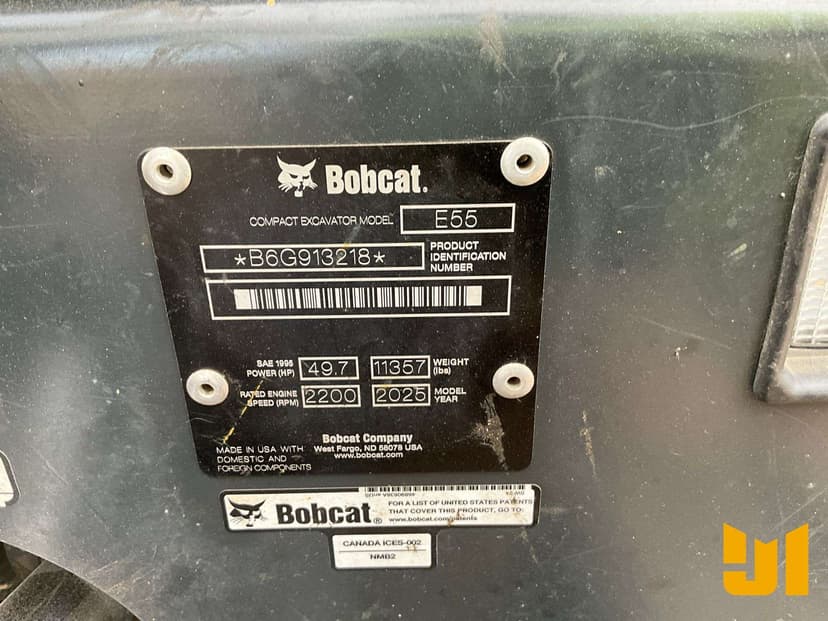 Bobcat.
COMPACT EXCAVATOR MODEL E55
*B6G913218* PRODUCT IDENTIFICATION NUMBER
SAE 1995 POWER (HP) 49.7 11357 WEIGHT (lbs)
RATED ENGINE SPEED (RPM) 2200 2025 MODEL YEAR
Bobcat Company
West Fargo, ND 58078 USA
www.bobcat.com
MADE IN USA WITH
DOMESTIC AND
FOREIGN COMPONENTS
Bobcat®
FOR A LIST OF UNITED STATES PATENTS
THAT COVER THIS PRODUCT, GO TO:
www.bobcat.com/patents
CANADA ICES-002
NMB2